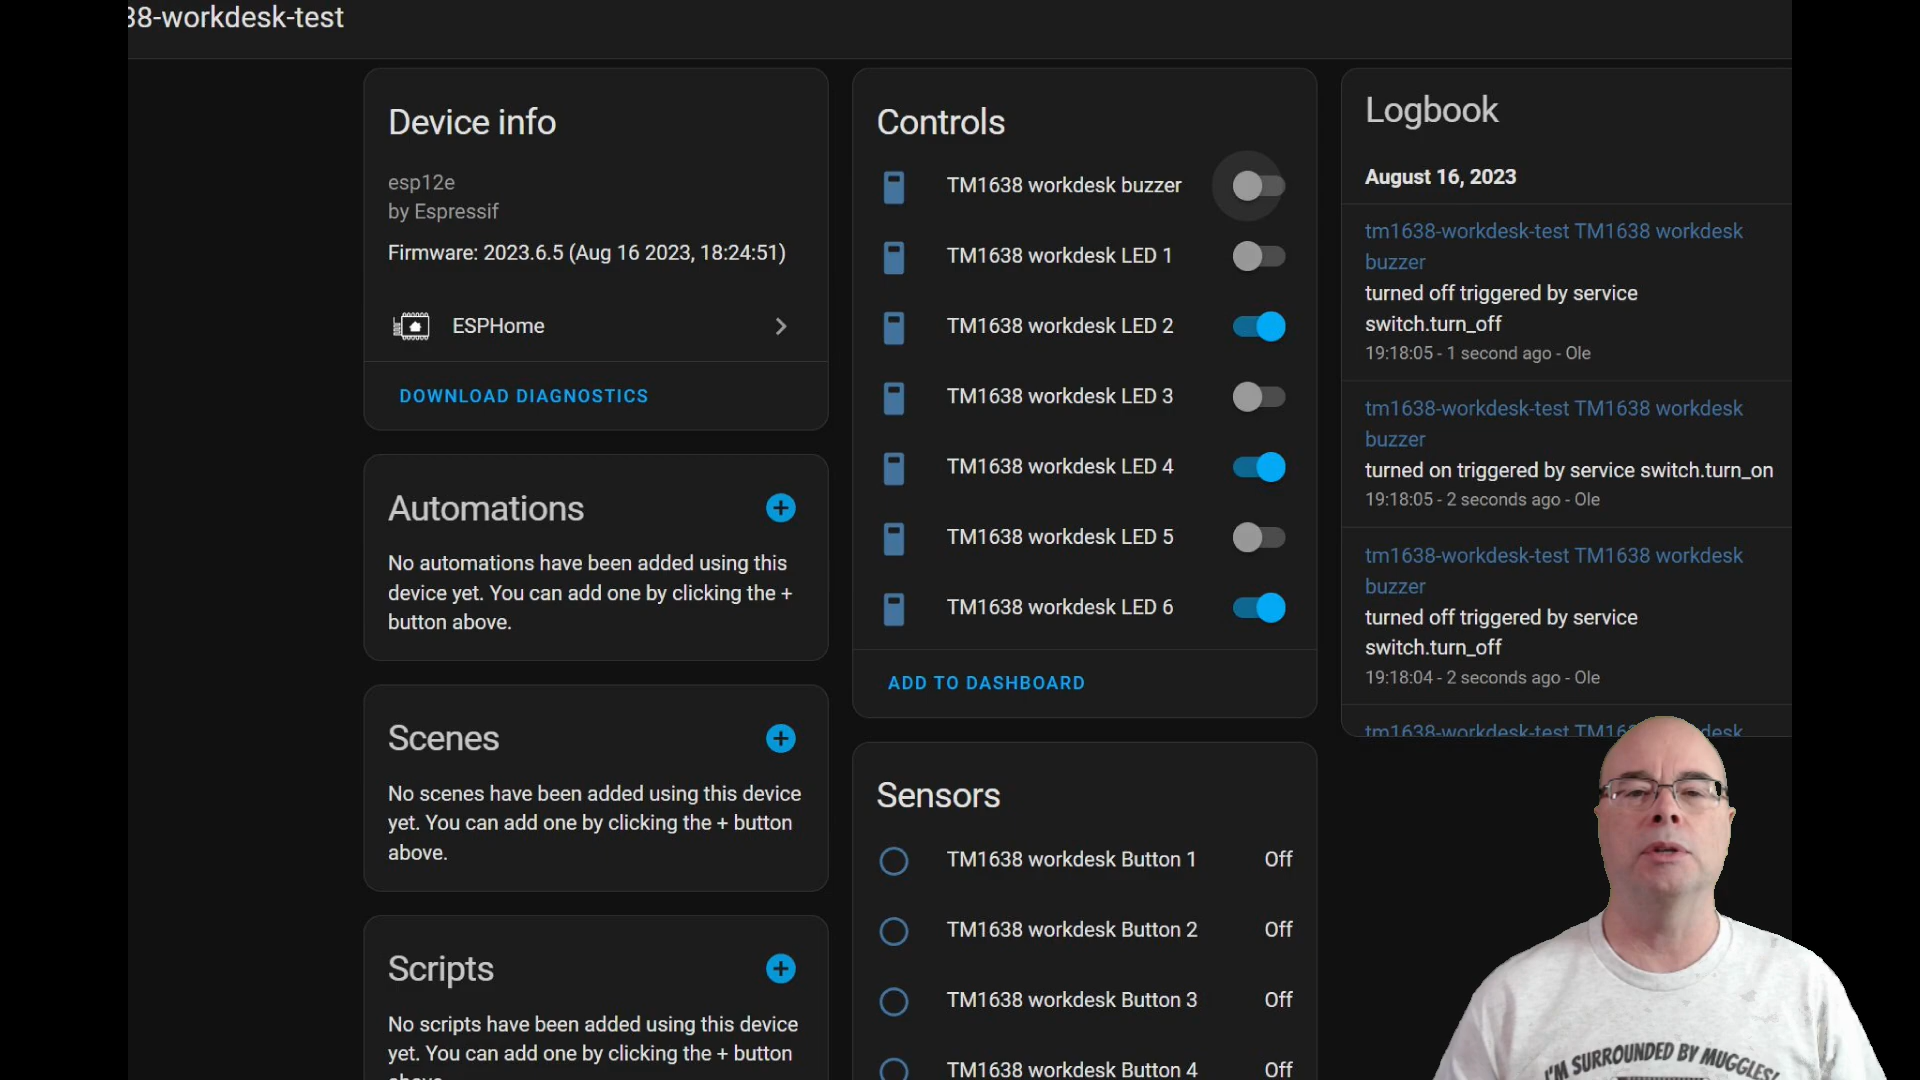 38-workdesk-test
Device info
esp12e
by Espressif
Firmware: 2023.6.5 (Aug 16 2023, 18:24:51)
ESPHome
DOWNLOAD DIAGNOSTICS
Automations
No automations have been added using this
device yet. You can add one by clicking the +
button above.
Scenes
No scenes have been added using this device
yet. You can add one by clicking the + button
above.
Scripts
No scripts have been added using this device
yet. You can add one by clicking the + button
Controls
TM1638 workdesk buzzer
TM1638 workdesk LED 1
TM1638 workdesk LED 2
TM1638 workdesk LED 3
TM1638 workdesk LED 4
TM1638 workdesk LED 5
TM1638 workdesk LED 6
ADD TO DASHBOARD
Sensors
TM1638 workdesk Button 1 Off
TM1638 workdesk Button 2 Off
TM1638 workdesk Button 3 Off
TM1638 workdesk Button 4 Off
Logbook
August 16, 2023
tm1638-workdesk-test TM1638 workdesk
buzzer
turned off triggered by service
switch.turn_off
19:18:05 - 1 second ago - Ole
tm1638-workdesk-test TM1638 workdesk
buzzer
turned on triggered by service switch.turn_on
19:18:05 - 2 seconds ago - Ole
tm1638-workdesk-test TM1638 workdesk
buzzer
turned off triggered by service
switch.turn_off
19:18:04 - 2 seconds ago - Ole
tm1638-workdesk-test
I'M SURROUNDED BY MUGGLES!